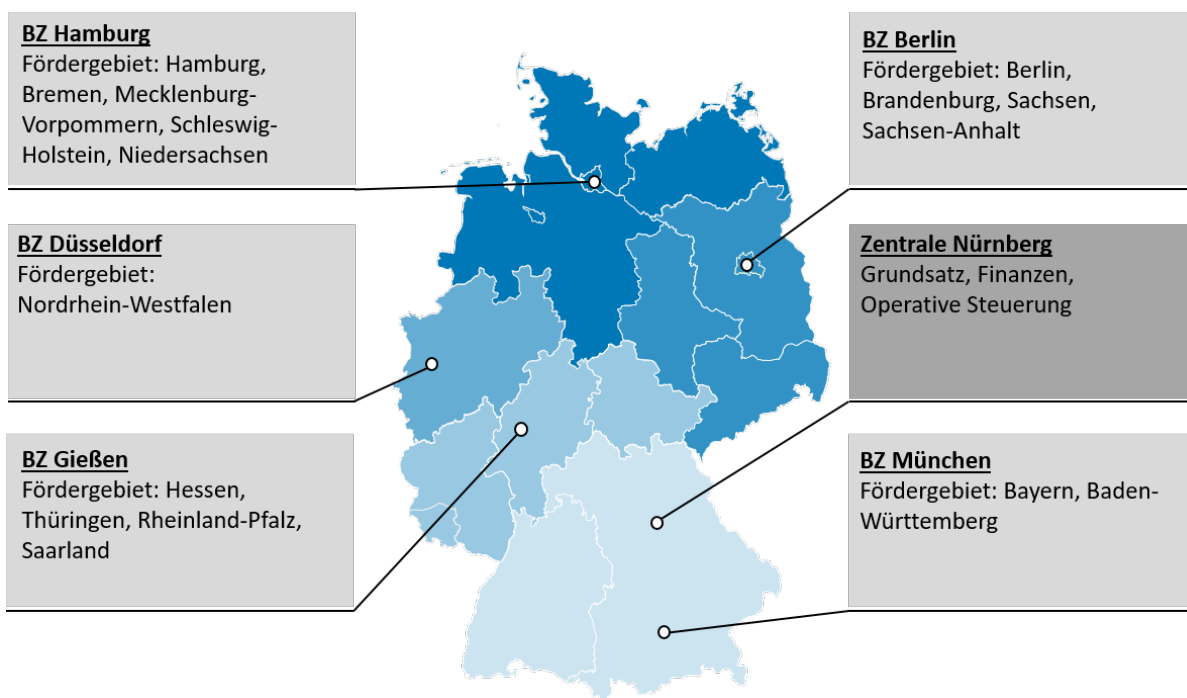 BZ Hamburg
Fördergebiet: Hamburg,
Bremen, Mecklenburg-
Vorpommern, Schleswig-
Holstein, Niedersachsen
BZ Berlin
Fördergebiet: Berlin,
Brandenburg, Sachsen,
Sachsen-Anhalt
BZ Düsseldorf
Fördergebiet:
Nordrhein-Westfalen
Zentrale Nürnberg
Grundsatz, Finanzen,
Operative Steuerung
BZ Gießen
Fördergebiet: Hessen,
Thüringen, Rheinland-Pfalz,
Saarland
BZ München
Fördergebiet: Bayern, Baden-
Württemberg